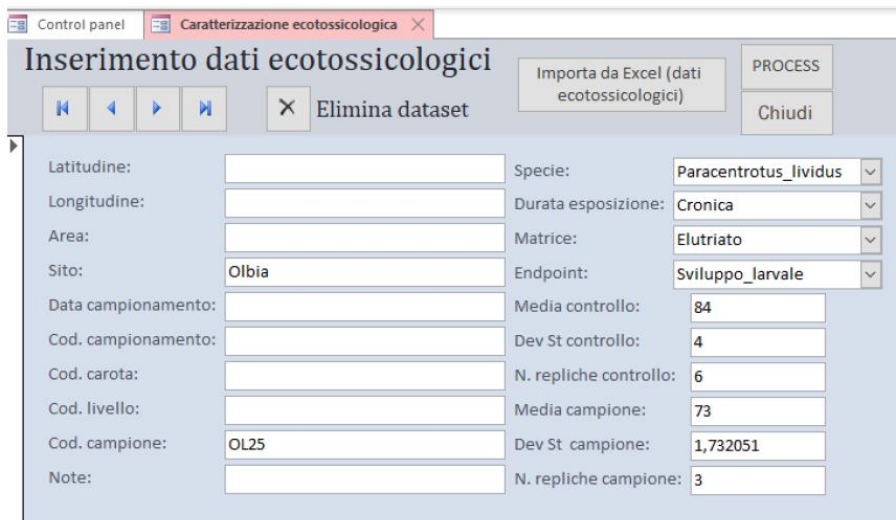 Control panel
Caratterizzazione ecotossicologica
Inserimento dati ecotossicologici
Importa da Excel (dati
ecotossicologici)
PROCESS
Elimina dataset
Chiudi
Latitudine:
Longitudine:
Area:
Sito: Olbia
Data campionamento:
Cod. campionamento:
Cod. carota:
Cod. livello:
Cod. campione: OL25
Note:
Specie: Paracentrotus_lividus
Durata esposizione: Cronica
Matrice: Elutriato
Endpoint: Sviluppo_larvale
Media controllo: 84
Dev St controllo: 4
N. repliche controllo: 6
Media campione: 73
Dev St campione: 1,732051
N. repliche campione: 3